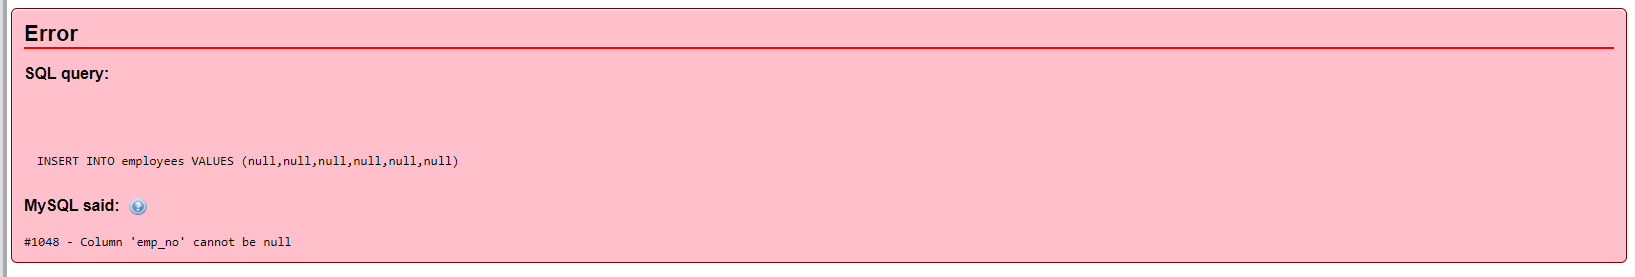 Error
SQL query:
INSERT INTO employees VALUES (null,null,null,null,null,null)
MySQL said:
#1048 - Column 'emp_no' cannot be null